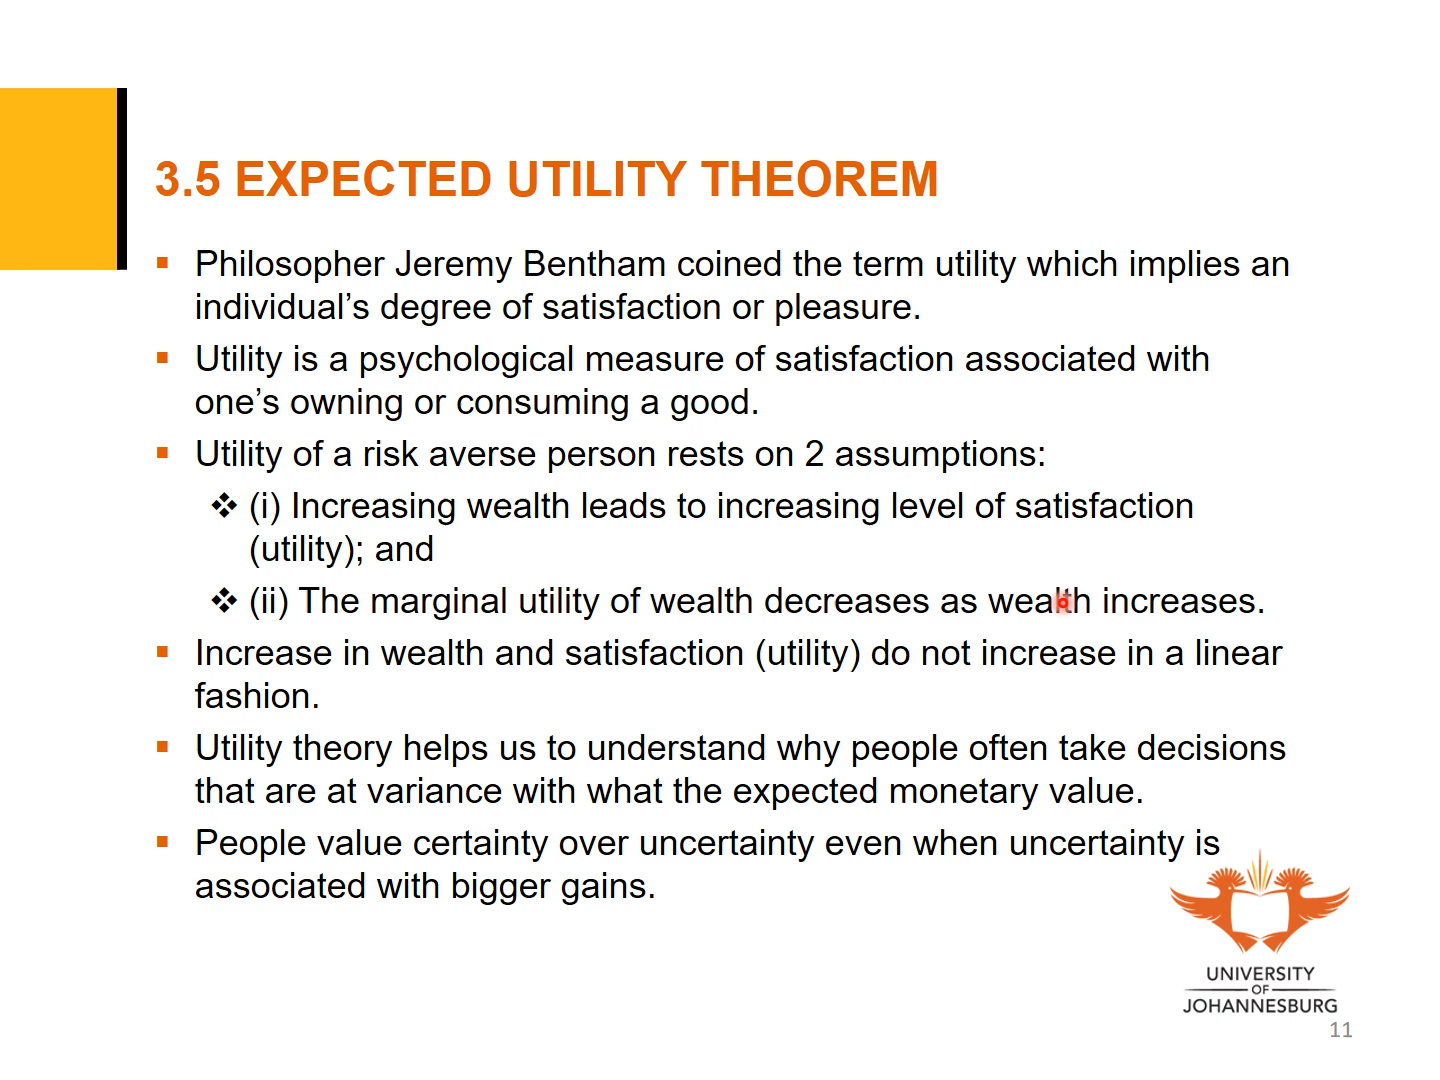 3.5 EXPECTED UTILITY THEOREM
▪ Philosopher Jeremy Bentham coined the term utility which implies an
individual’s degree of satisfaction or pleasure.
▪ Utility is a psychological measure of satisfaction associated with
one’s owning or consuming a good.
▪ Utility of a risk averse person rests on 2 assumptions:
❖ (i) Increasing wealth leads to increasing level of satisfaction
(utility); and
❖ (ii) The marginal utility of wealth decreases as wealth increases.
▪ Increase in wealth and satisfaction (utility) do not increase in a linear
fashion.
▪ Utility theory helps us to understand why people often take decisions
that are at variance with what the expected monetary value.
▪ People value certainty over uncertainty even when uncertainty is
associated with bigger gains.
UNIVERSITY
OF
JOHANNESBURG
11